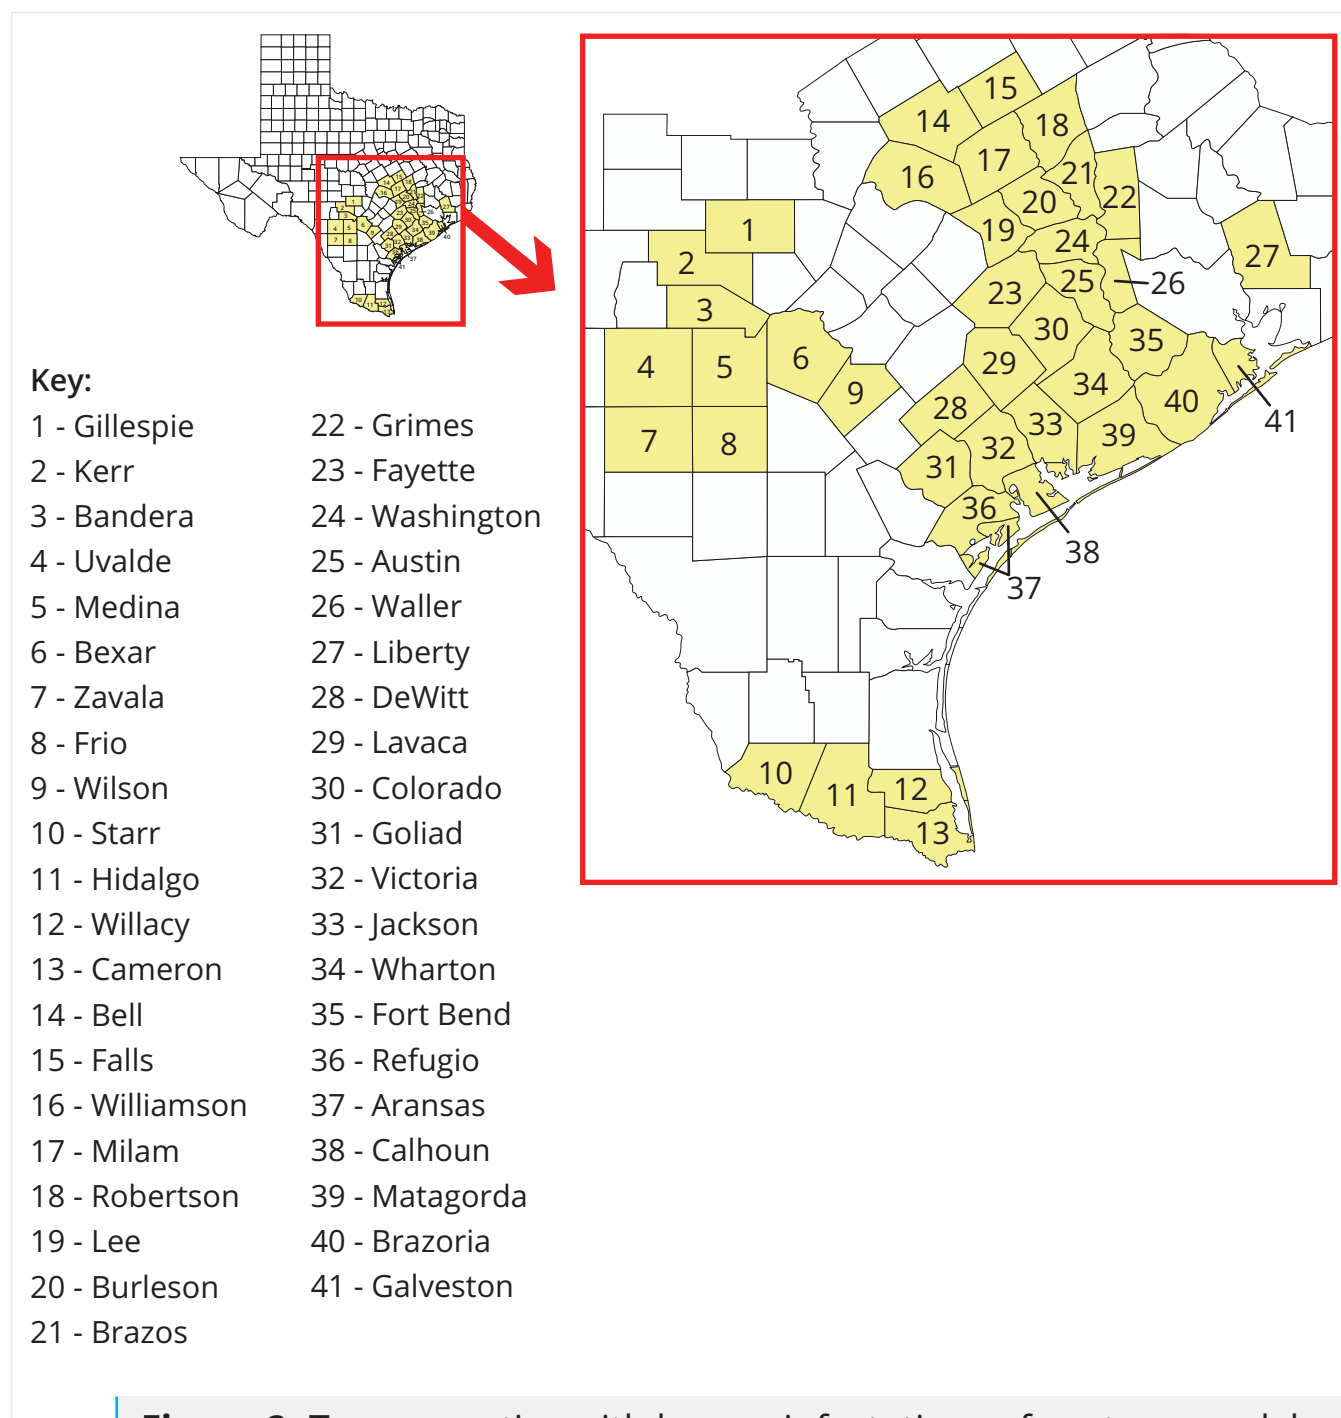 Key:
1 - Gillespie
2 - Kerr
3 - Bandera
4 - Uvalde
5 - Medina
6 - Bexar
7 - Zavala
8 - Frio
9 - Wilson
10 - Starr
11 - Hidalgo
12 - Willacy
13 - Cameron
14 - Bell
15 - Falls
16 - Williamson
17 - Milam
18 - Robertson
19 - Lee
20 - Burleson
21 - Brazos
22 - Grimes
23 - Fayette
24 - Washington
25 - Austin
26 - Waller
27 - Liberty
28 - DeWitt
29 - Lavaca
30 - Colorado
31 - Goliad
32 - Victoria
33 - Jackson
34 - Wharton
35 - Fort Bend
36 - Refugio
37 - Aransas
38 - Calhoun
39 - Matagorda
40 - Brazoria
41 - Galveston
15
14
18
17
16
21
22
20
1
19
24
27
2
25
26
23
3
30
35
6
29
4
5
34
9
40
28
41
33
39
7
8
32
31
36
38
37
10
12
11
13